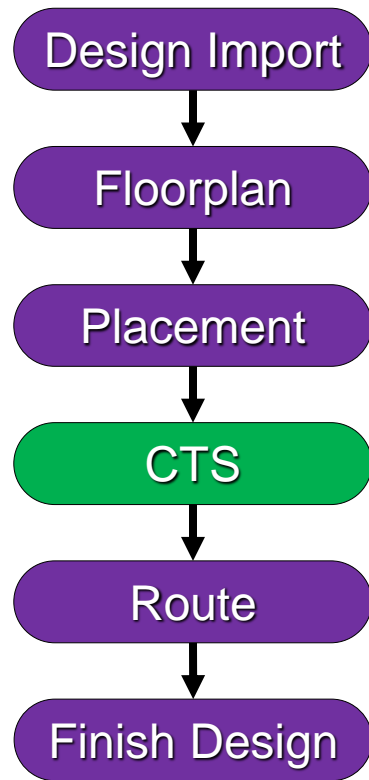 Design Import
Floorplan
Placement
CTS
Route
Finish Design